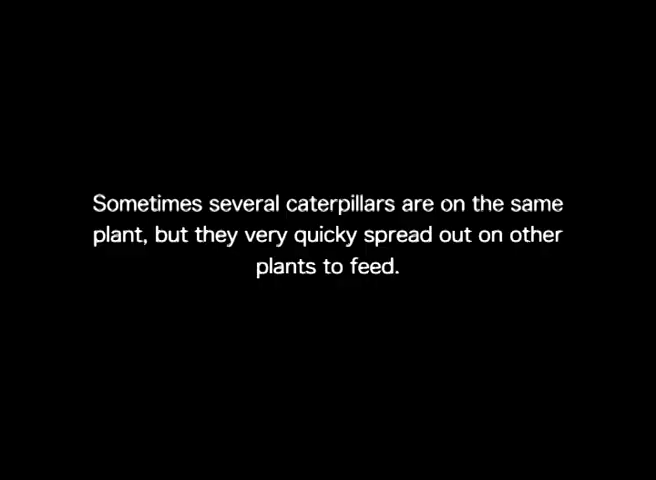 Sometimes several caterpillars are on the same
plant, but they very quicky spread out on other
plants to feed.